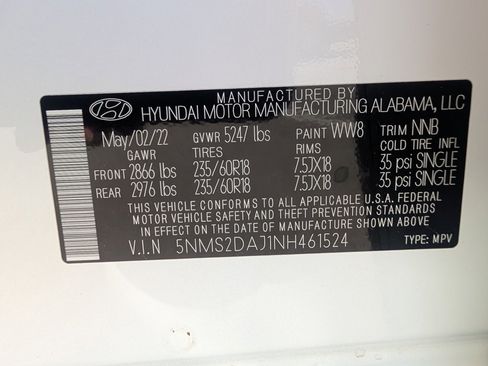 MANUFACTURED BY
HYUNDAI MOTOR MANUFACTURING ALABAMA, LLC
May/02/22 GVWR 5247 lbs PAINT WW8 TRIM NNB
GAWR TIRES RIMS COLD TIRE INFL
FRONT 2866 lbs 235/60R18 7.5JX18 35 psi SINGLE
REAR 2976 lbs 235/60R18 7.5JX18 35 psi SINGLE
THIS VEHICLE CONFORMS TO ALL APPLICABLE U.S.A. FEDERAL
MOTOR VEHICLE SAFETY AND THEFT PREVENTION STANDARDS
IN EFFECT ON THE DATE OF MANUFACTURE SHOWN ABOVE.
V.I.N 5NMS2DAJ1NH461524 TYPE: MPV